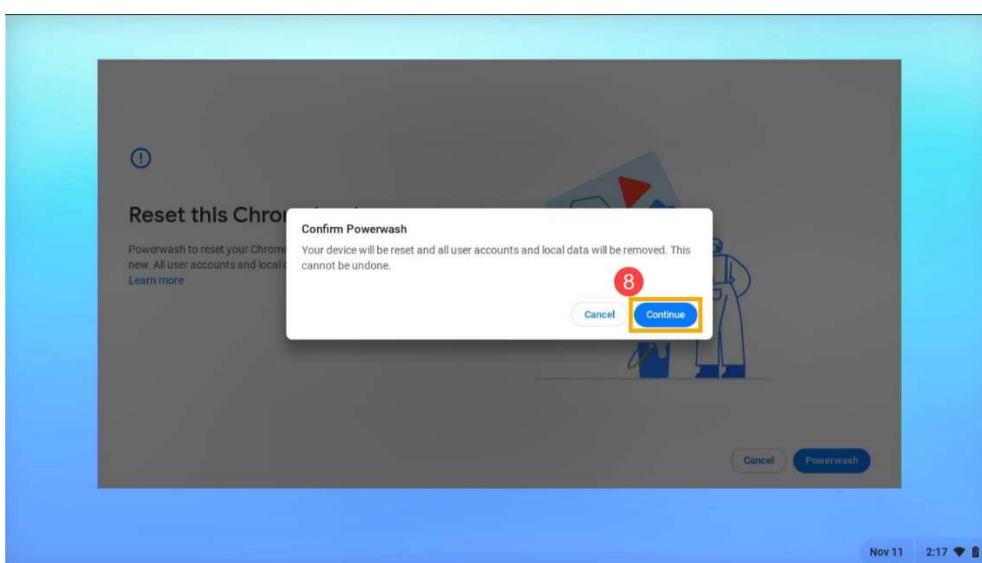 Reset this Chro
Confirm Powerwash
Powerwash to reset your Chrom
Your device will be reset and all user accounts and local data will be removed. This
new. All user accounts and local
cannot be undone.
Learn more
8
Cancel
Continue
Cancel
Powerwash
Nov 11
2:17